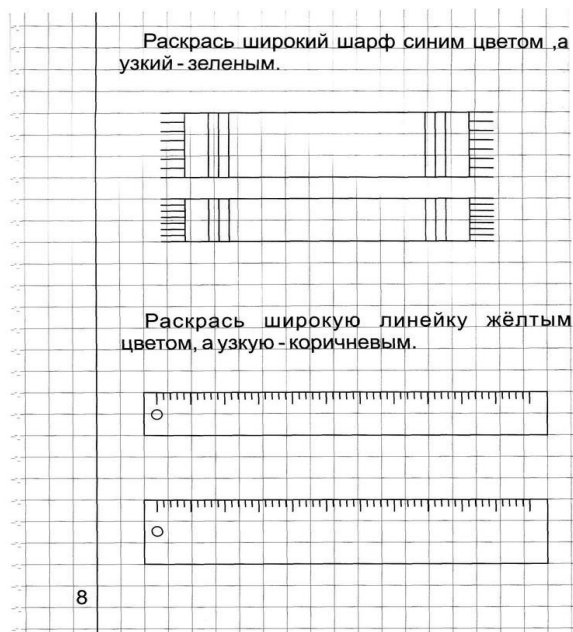 Раскрась широкий шарф синим цветом ,а
узкий - зеленым.
Раскрась широкую линейку жёлтым
цветом, а узкую - коричневым.
8